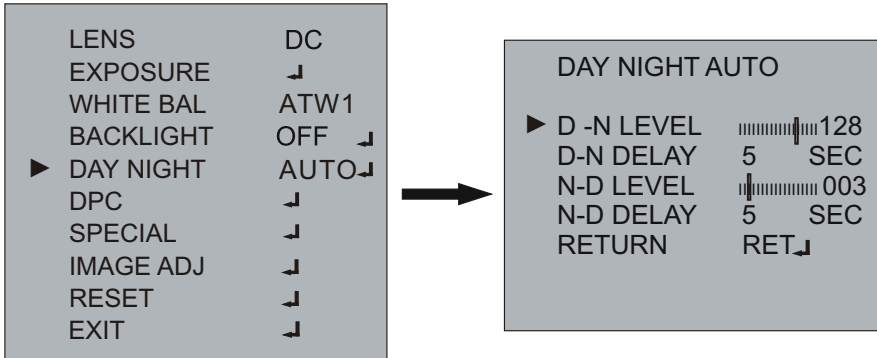 LENS DC
EXPOSURE ↲
WHITE BAL ATW1
BACKLIGHT OFF ↲
► DAY NIGHT AUTO↲
DPC ↲
SPECIAL ↲
IMAGE ADJ ↲
RESET ↲
EXIT ↲
DAY NIGHT AUTO
► D -N LEVEL 128
D-N DELAY 5 SEC
N-D LEVEL 003
N-D DELAY 5 SEC
RETURN RET↲